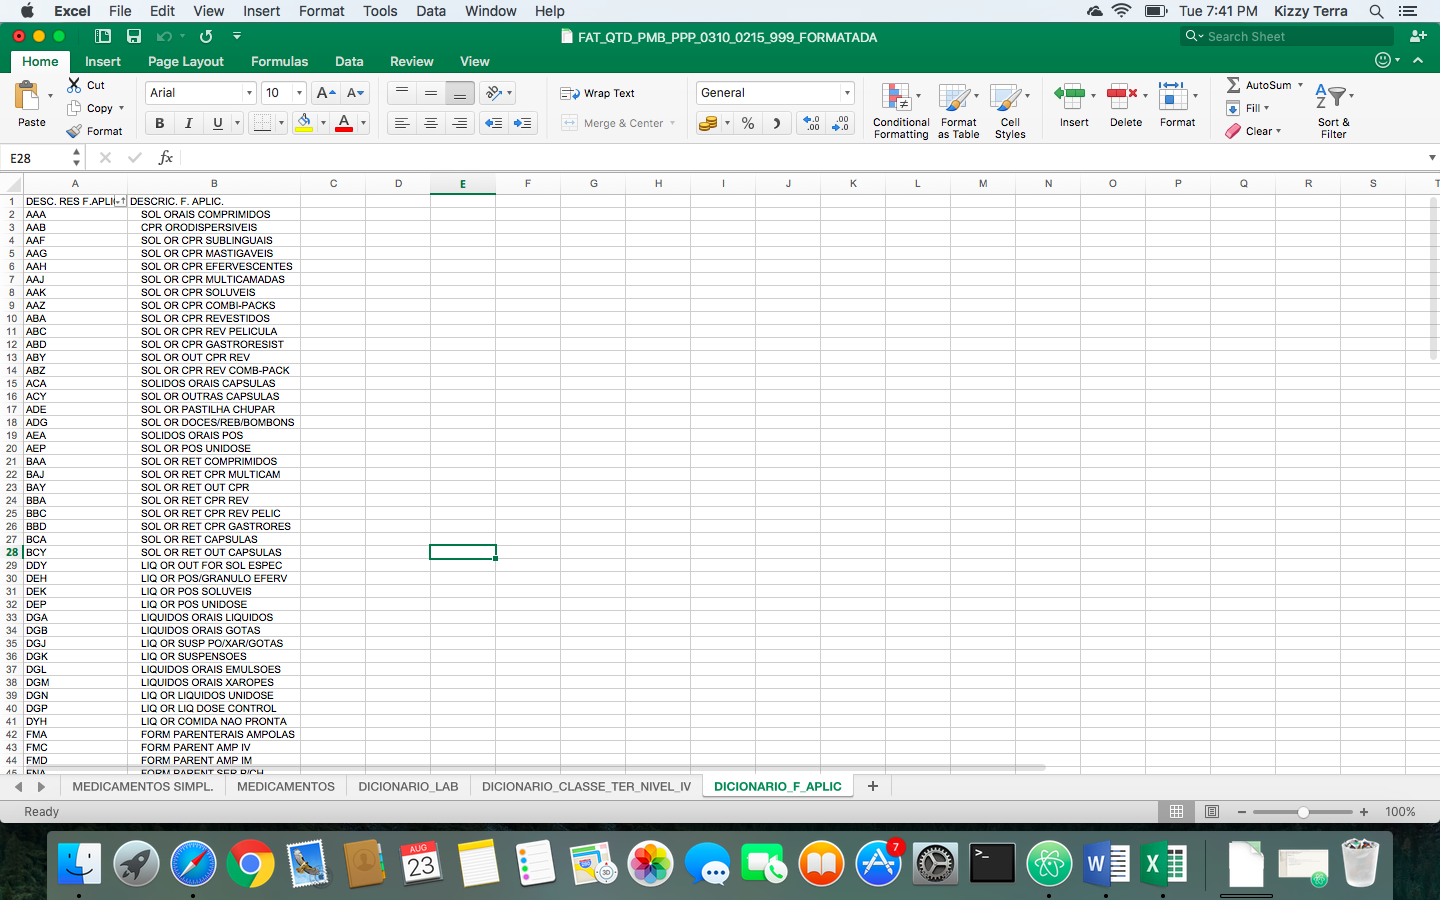 Excel File Edit View Insert Format Tools Data Window Help Tue 7:41 PM Kizzy Terra
FAT_QTD_PMB_PPP_0310_0215_999_FORMATADA Search Sheet
Home Insert Page Layout Formulas Data Review View
Paste Cut Copy Format
Arial 10 A A
B I U A
Wrap Text
Merge & Center
General
%
Conditional Formatting
Format as Table
Cell Styles
Insert Delete Format
AutoSum
Fill
Clear
Sort & Filter
E28 fx
A B C D E F G H I J K L M N O P Q R S T
1 DESC. RES F.APLI DESCRIC. F. APLIC.
2 AAA SOL ORAIS COMPRIMIDOS
3 AAB CPR ORODISPERSIVEIS
4 AAF SOL OR CPR SUBLINGUAIS
5 AAG SOL OR CPR MASTIGAVEIS
6 AAH SOL OR CPR EFERVESCENTES
7 AAJ SOL OR CPR MULTICAMADAS
8 AAK SOL OR CPR SOLUVEIS
9 AAZ SOL OR CPR COMBI-PACKS
10 ABA SOL OR CPR REVESTIDOS
11 ABC SOL OR CPR REV PELICULA
12 ABD SOL OR CPR GASTRORESIST
13 ABY SOL OR OUT CPR REV
14 ABZ SOL OR CPR REV COMB-PACK
15 ACA SOLIDOS ORAIS CAPSULAS
16 ACY SOL OR OUTRAS CAPSULAS
17 ADE SOL OR PASTILHA CHUPAR
18 ADG SOL OR DOCES/REB/BOMBONS
19 AEA SOLIDOS ORAIS POS
20 AEP SOL OR POS UNIDOSE
21 BAA SOL OR RET COMPRIMIDOS
22 BAJ SOL OR RET CPR MULTICAM
23 BAY SOL OR RET OUT CPR
24 BBA SOL OR RET CPR REV
25 BBC SOL OR RET CPR REV PELIC
26 BBD SOL OR RET CPR GASTRORES
27 BCA SOL OR RET CAPSULAS
28 BCY SOL OR RET OUT CAPSULAS
29 DDY LIQ OR OUT FOR SOL ESPEC
30 DEH LIQ OR POS/GRANULO EFERV
31 DEK LIQ OR POS SOLUVEIS
32 DEP LIQ OR POS UNIDOSE
33 DGA LIQUIDOS ORAIS LIQUIDOS
34 DGB LIQUIDOS ORAIS GOTAS
35 DGJ LIQ OR SUSP PO/XAR/GOTAS
36 DGK LIQ OR SUSPENSOES
37 DGL LIQUIDOS ORAIS EMULSOES
38 DGM LIQUIDOS ORAIS XAROPES
39 DGN LIQ OR LIQUIDOS UNIDOSE
40 DGP LIQ OR LIQ DOSE CONTROL
41 DYH LIQ OR COMIDA NAO PRONTA
42 FMA FORM PARENTERAIS AMPOLAS
43 FMC FORM PARENT AMP IV
44 FMD FORM PARENT AMP IM
45 FNA FORM PARENT SER P/CH
MEDICAMENTOS SIMPL. MEDICAMENTOS DICIONARIO_LAB DICIONARIO_CLASSE_TER_NIVEL_IV DICIONARIO_F_APLIC +
Ready 100%
AUG
23
3D
7
W X